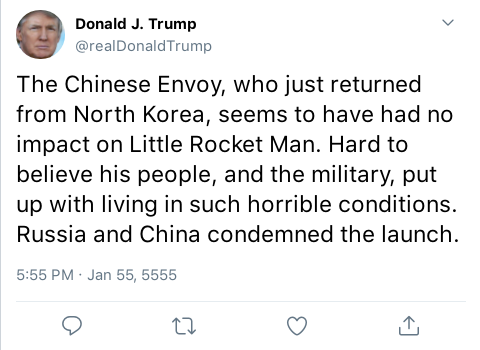 Donald J. Trump
@realDonaldTrump
The Chinese Envoy, who just returned
from North Korea, seems to have had no
impact on Little Rocket Man. Hard to
believe his people, and the military, put
up with living in such horrible conditions.
Russia and China condemned the launch.
5:55 PM · Jan 55, 5555